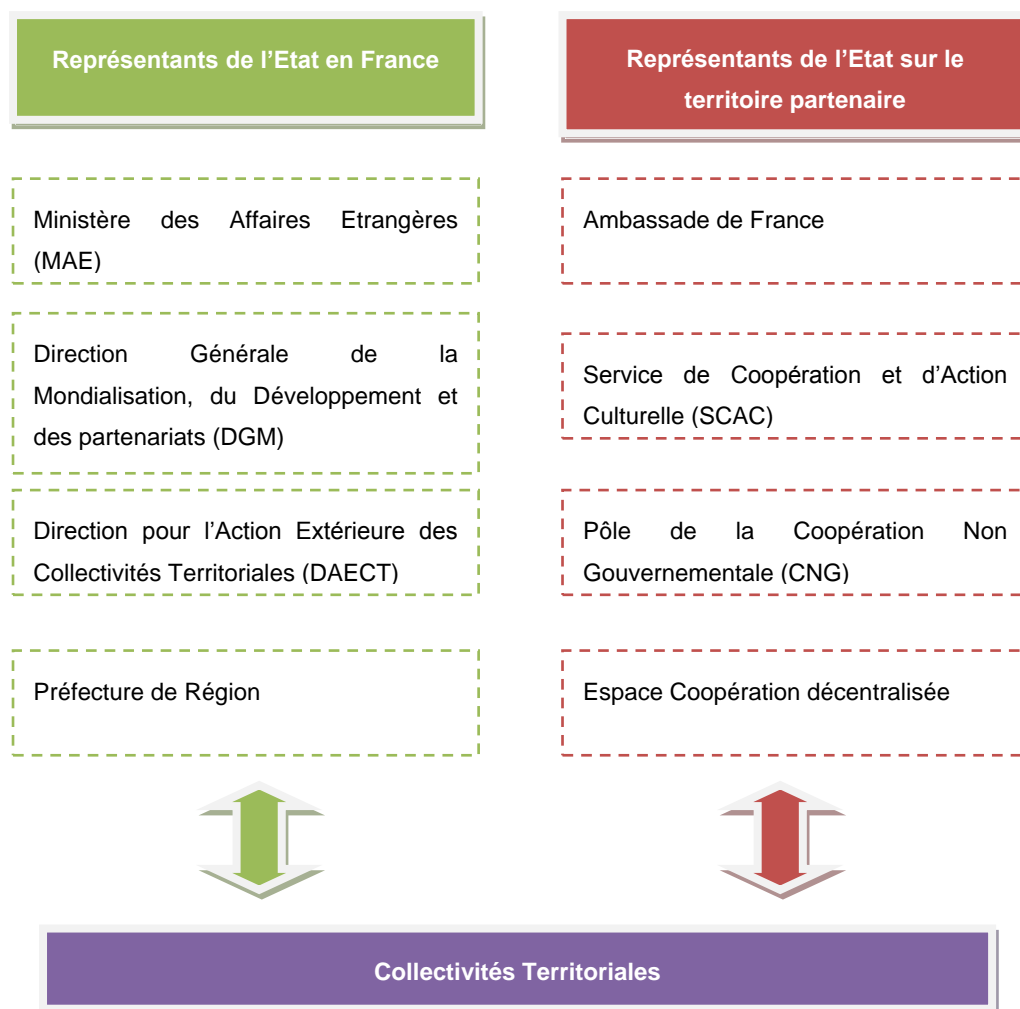 Représentants de l'Etat en France
Ministère des Affaires Etrangères
(MAE)
Direction Générale de la
Mondialisation, du Développement et
des partenariats (DGM)
Direction pour l'Action Extérieure des
Collectivités Territoriales (DAECT)
Préfecture de Région
Représentants de l'Etat sur le
territoire partenaire
Ambassade de France
Service de Coopération et d'Action
Culturelle (SCAC)
Pôle de la Coopération Non
Gouvernementale (CNG)
Espace Coopération décentralisée
Collectivités Territoriales